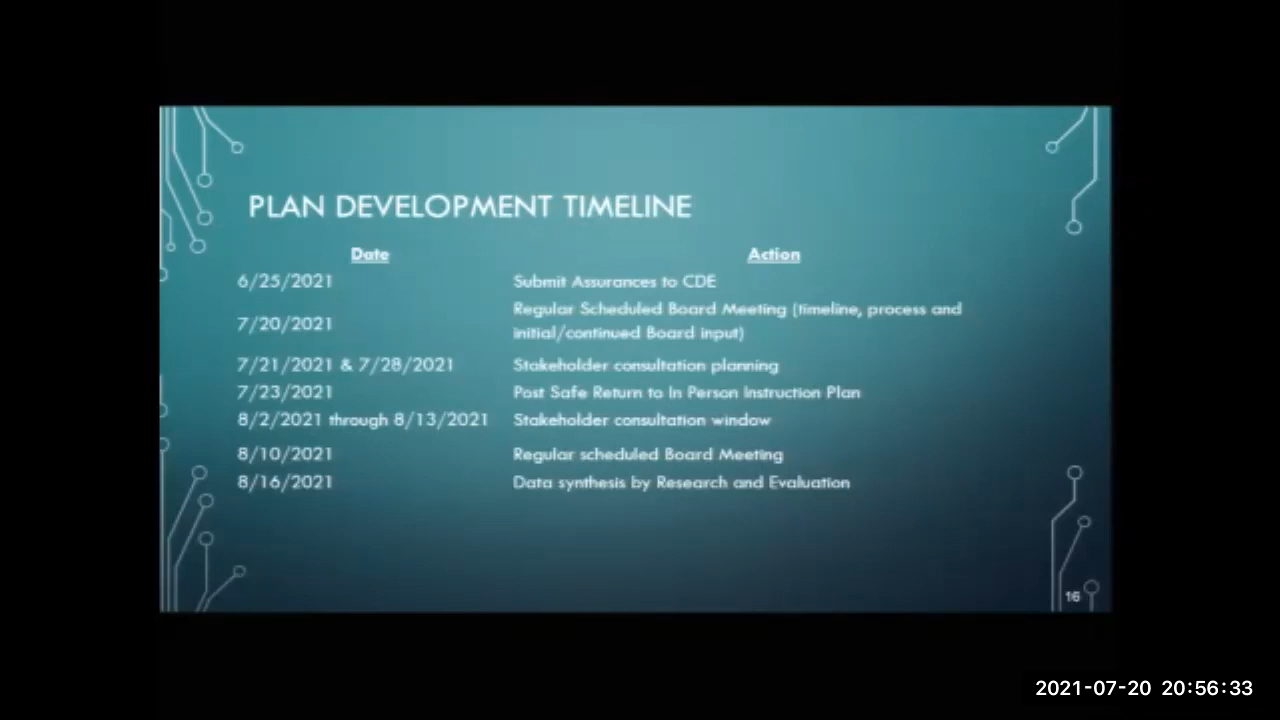 PLAN DEVELOPMENT TIMELINE
Date Action
6/25/2021 Submit Assurances to CDE
7/20/2021 Regular Scheduled Board Meeting (timeline, process and
initial/continued Board input)
7/21/2021 & 7/28/2021 Stakeholder consultation planning
7/23/2021 Post Safe Return to In Person Instruction Plan
8/2/2021 through 8/13/2021 Stakeholder consultation window
8/10/2021 Regular scheduled Board Meeting
8/16/2021 Data synthesis by Research and Evaluation
16
2021-07-20 20:56:33